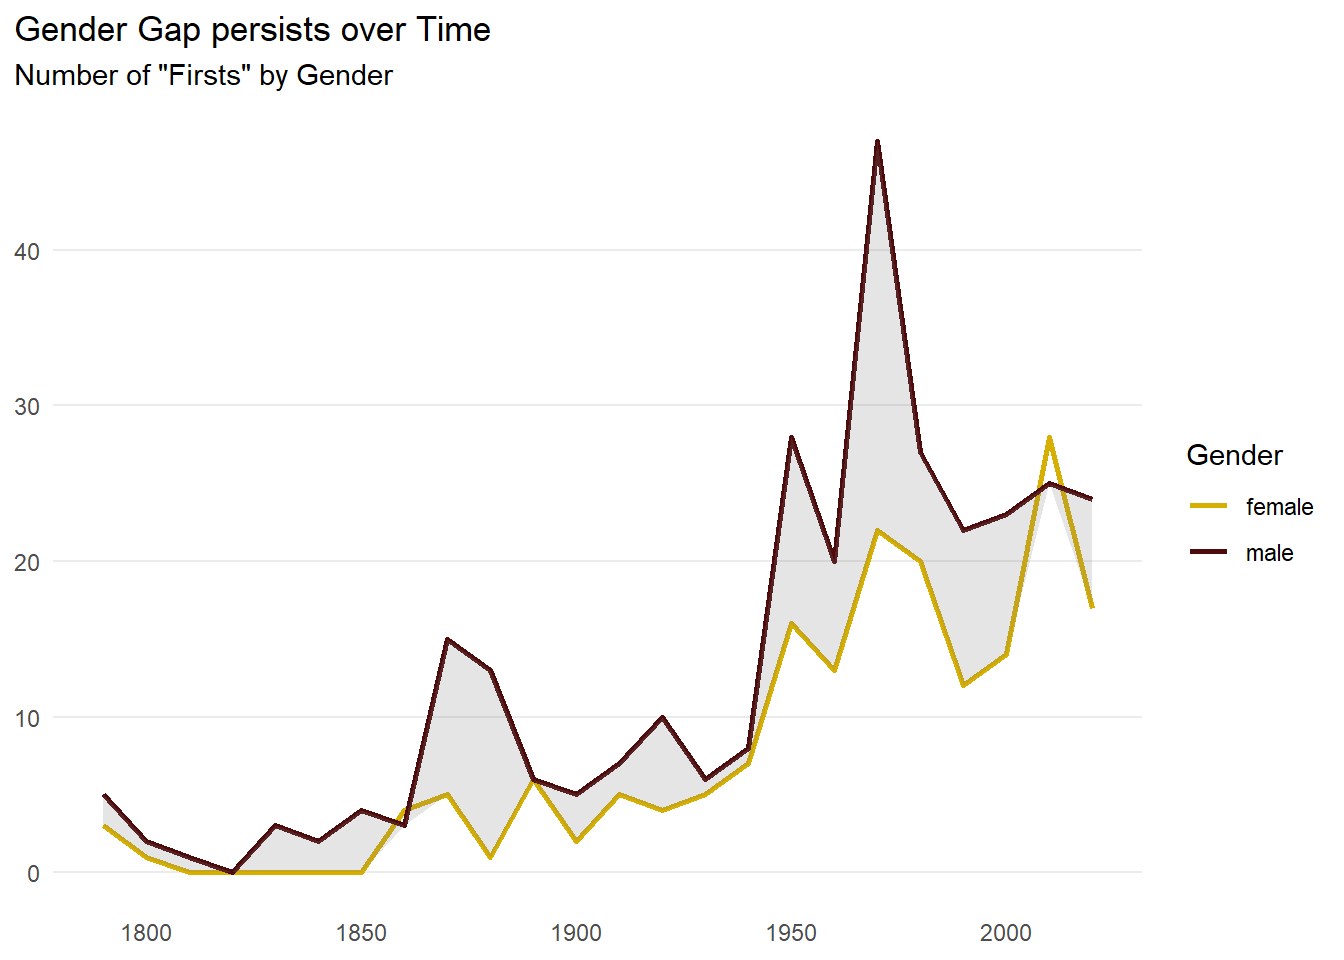 Gender Gap persists over Time
Number of "Firsts" by Gender
40
30
20
10
0
1800
1850
1900
1950
2000
Gender
female
male